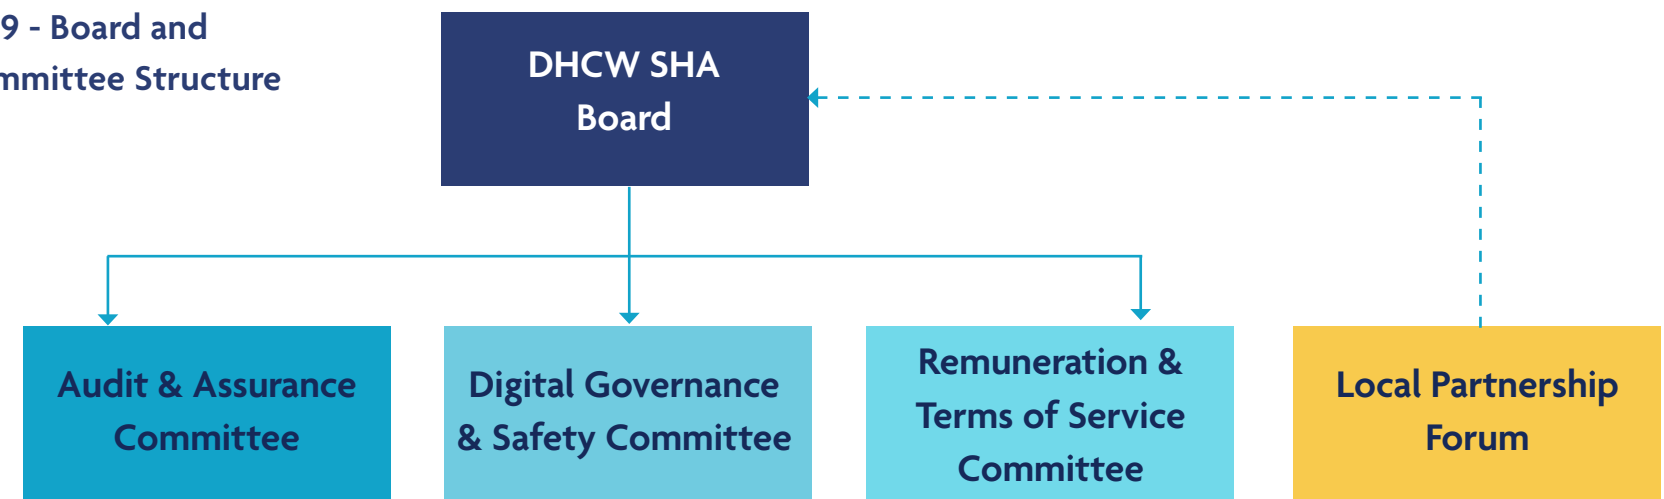 9 - Board and
mmittee Structure
DHCW SHA
Board
Audit & Assurance
Committee
Digital Governance
& Safety Committee
Remuneration &
Terms of Service
Committee
Local Partnership
Forum